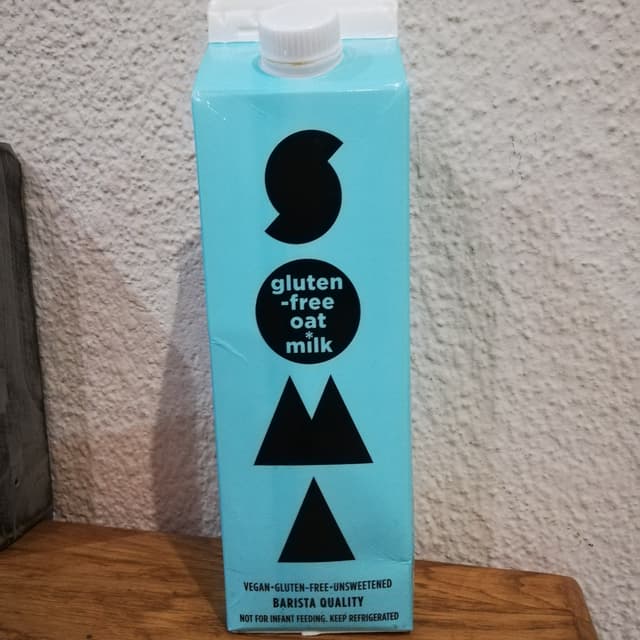 S
O
gluten
-free
oat
milk
M
A
VEGAN•GLUTEN-FREE•UNSWEETENED
BARISTA QUALITY
NOT FOR INFANT FEEDING. KEEP REFRIGERATED